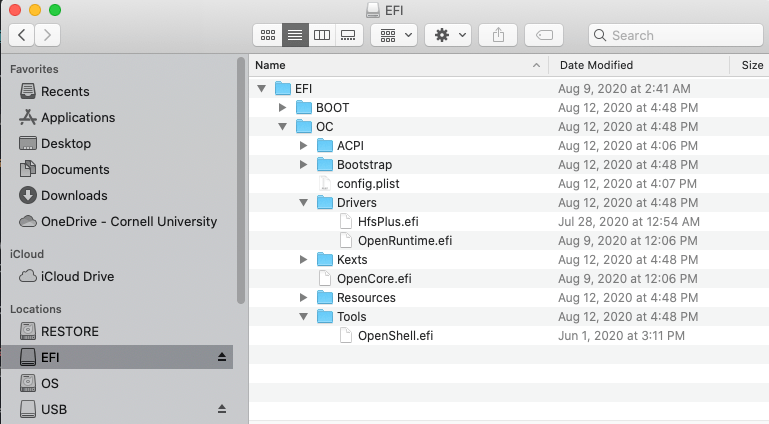 EFI
Search
Favorites
Recents
Applications
Desktop
Documents
Downloads
OneDrive - Cornell University
iCloud
iCloud Drive
Locations
RESTORE
EFI
OS
USB
Name Date Modified Size
EFI Aug 9, 2020 at 2:41 AM
BOOT Aug 12, 2020 at 4:48 PM
OC Aug 12, 2020 at 4:48 PM
ACPI Aug 12, 2020 at 4:06 PM
Bootstrap Aug 12, 2020 at 4:48 PM
config.plist Aug 12, 2020 at 4:07 PM
Drivers Aug 12, 2020 at 4:48 PM
HfsPlus.efi Jul 28, 2020 at 12:54 AM
OpenRuntime.efi Aug 9, 2020 at 12:06 PM
Kexts Aug 12, 2020 at 4:48 PM
OpenCore.efi Aug 9, 2020 at 12:06 PM
Resources Aug 12, 2020 at 4:48 PM
Tools Aug 12, 2020 at 4:48 PM
OpenShell.efi Jun 1, 2020 at 3:11 PM